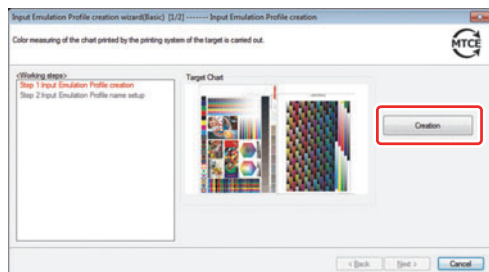 Input Emulation Profile creation wizard(Basic) [1/2] ------- Input Emulation Profile creation
Color measuring of the chart printed by the printing system of the target is carried out.
MTCE
<Working steps>
Step 1 Input Emulation Profile creation
Step 2 Input Emulation Profile name setup
Target Chart
Creation
< Back
Next >
Cancel